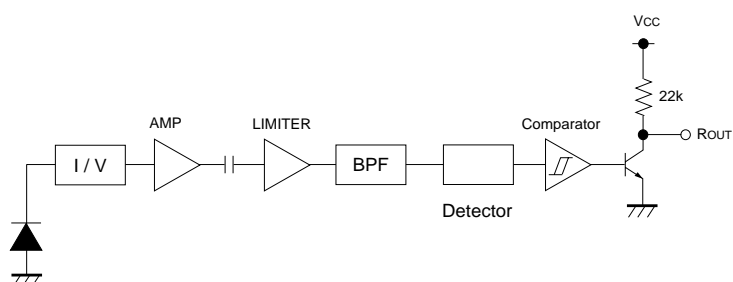 Vcc
22k
AMP
LIMITER
Comparator
ROUT
I / V
BPF
Detector